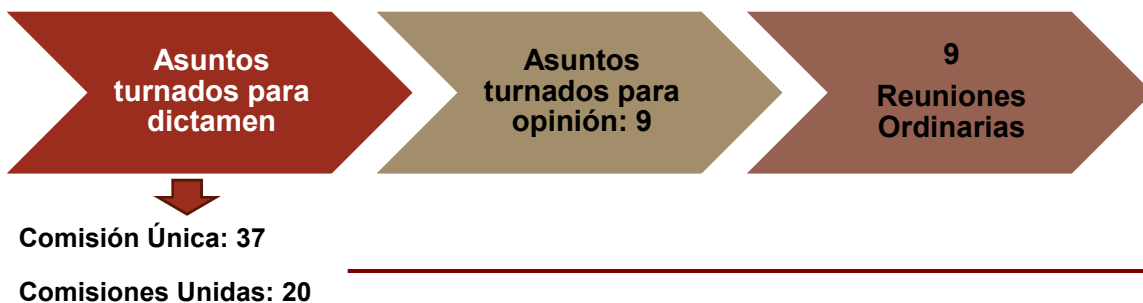 Asuntos
turnados para
dictamen
Asuntos
turnados para
opinión: 9
9
Reuniones
Ordinarias
Comisión Única: 37
Comisiones Unidas: 20